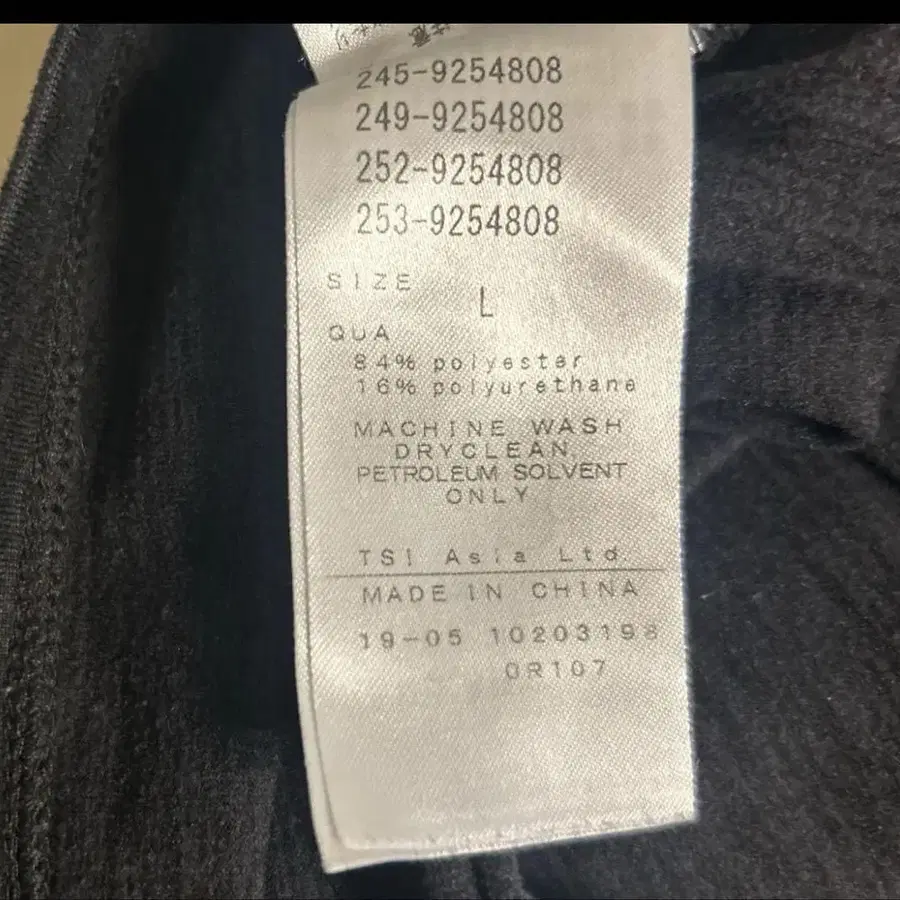 245-9254808
249-9254808
252-9254808
253-9254808
SIZE
L
QUA
84% polyester
16% polyurethane
MACHINE WASH
DRYCLEAN,
PETROLEUM SOLVENT
ONLY
TSI Asia Ltd
MADE IN CHINA
19-05 10203198
0R107